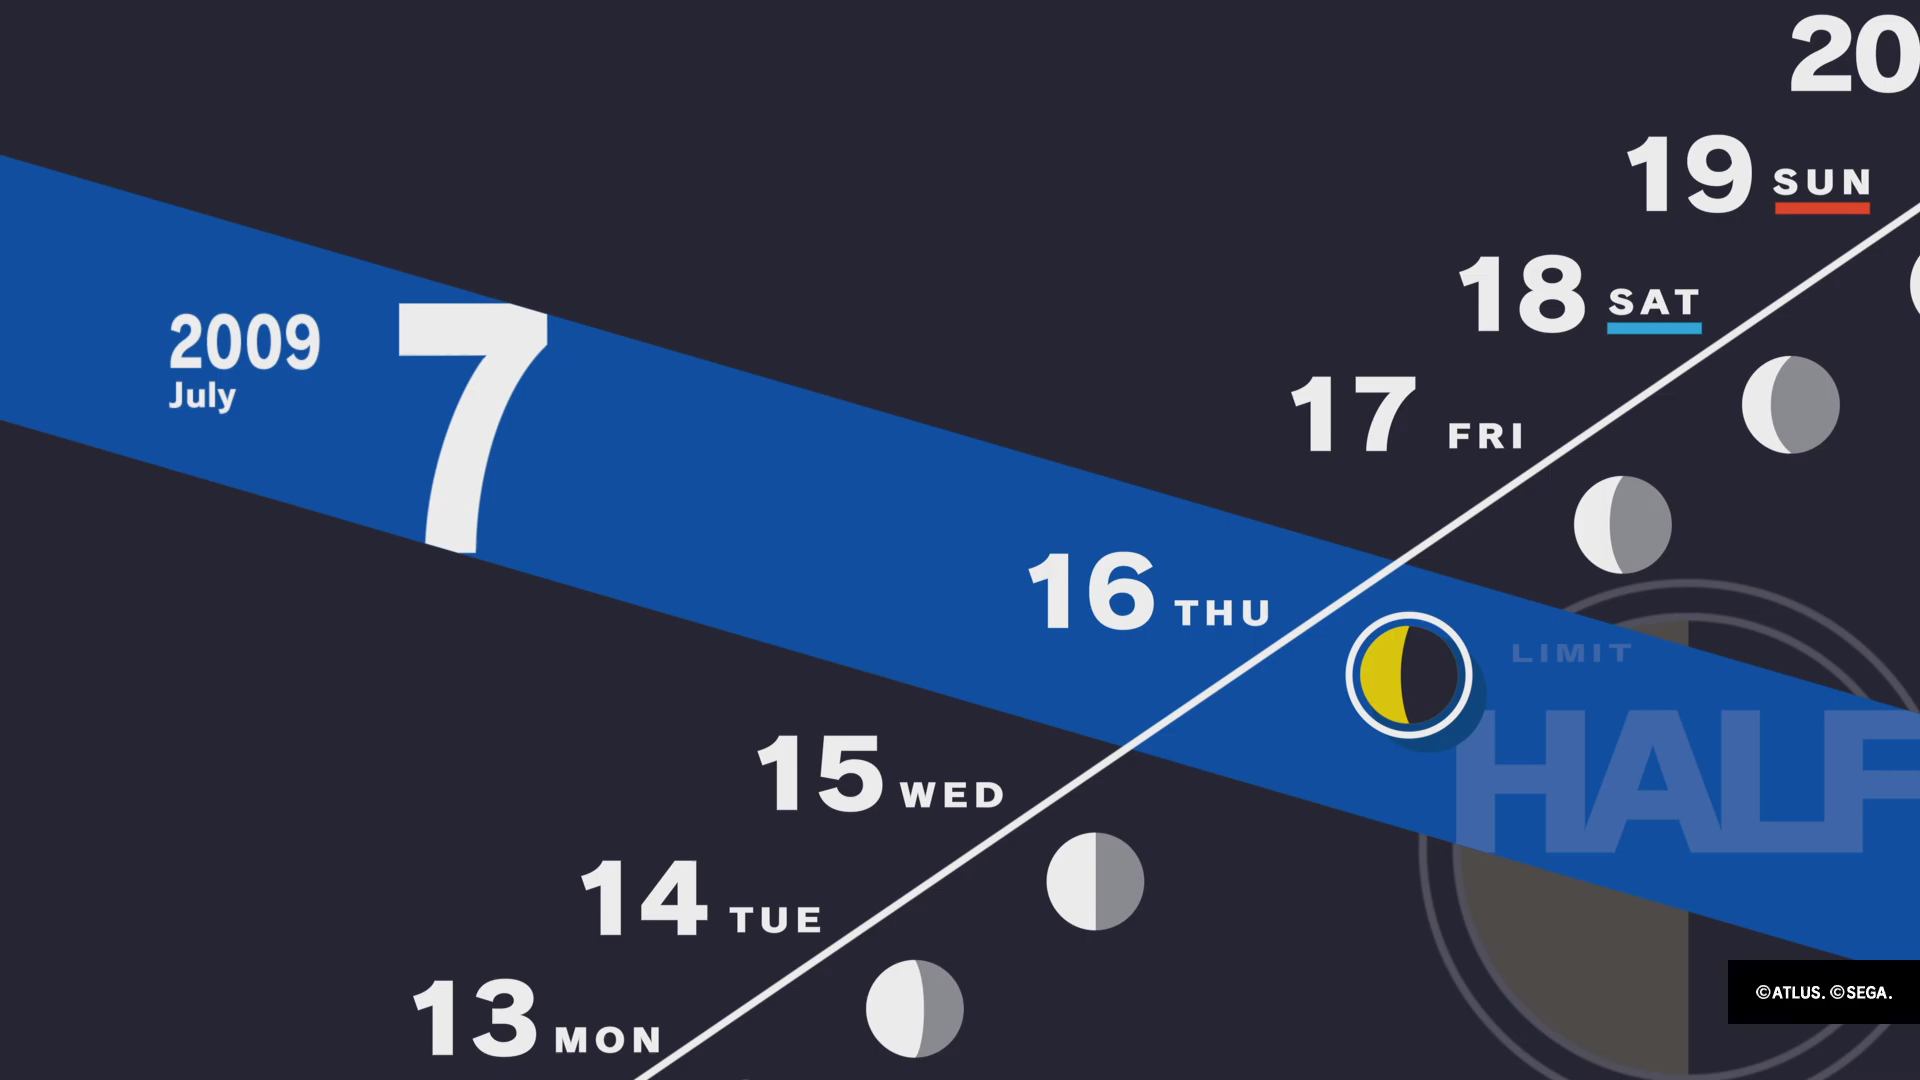 20
19 SUN
18 SAT
17 FRI
2009
July
7
16 THU
LIMIT
HALF
15 WED
14 TUE
13 MON
©ATLUS. ©SEGA.